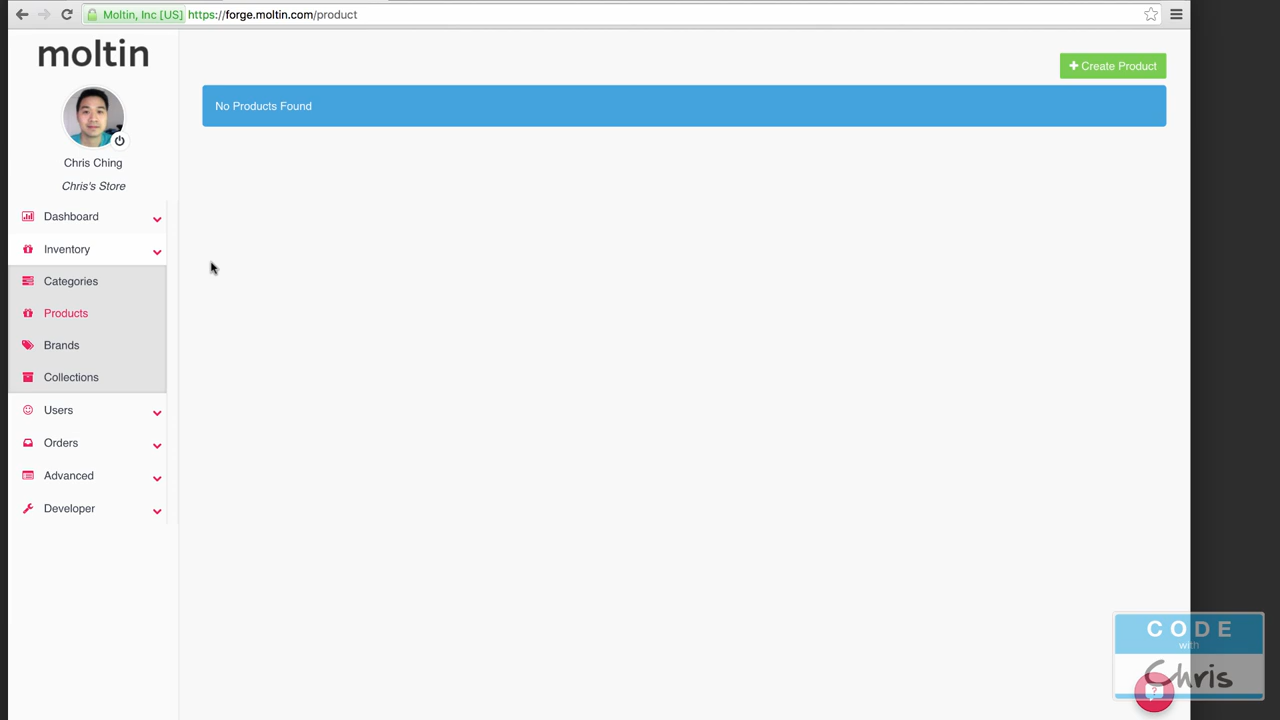 Moltin, Inc [US] https://forge.moltin.com/product
moltin
Chris Ching
Chris's Store
Dashboard
Inventory
Categories
Products
Brands
Collections
Users
Orders
Advanced
Developer
Create Product
No Products Found
CODE
with
Chris
?